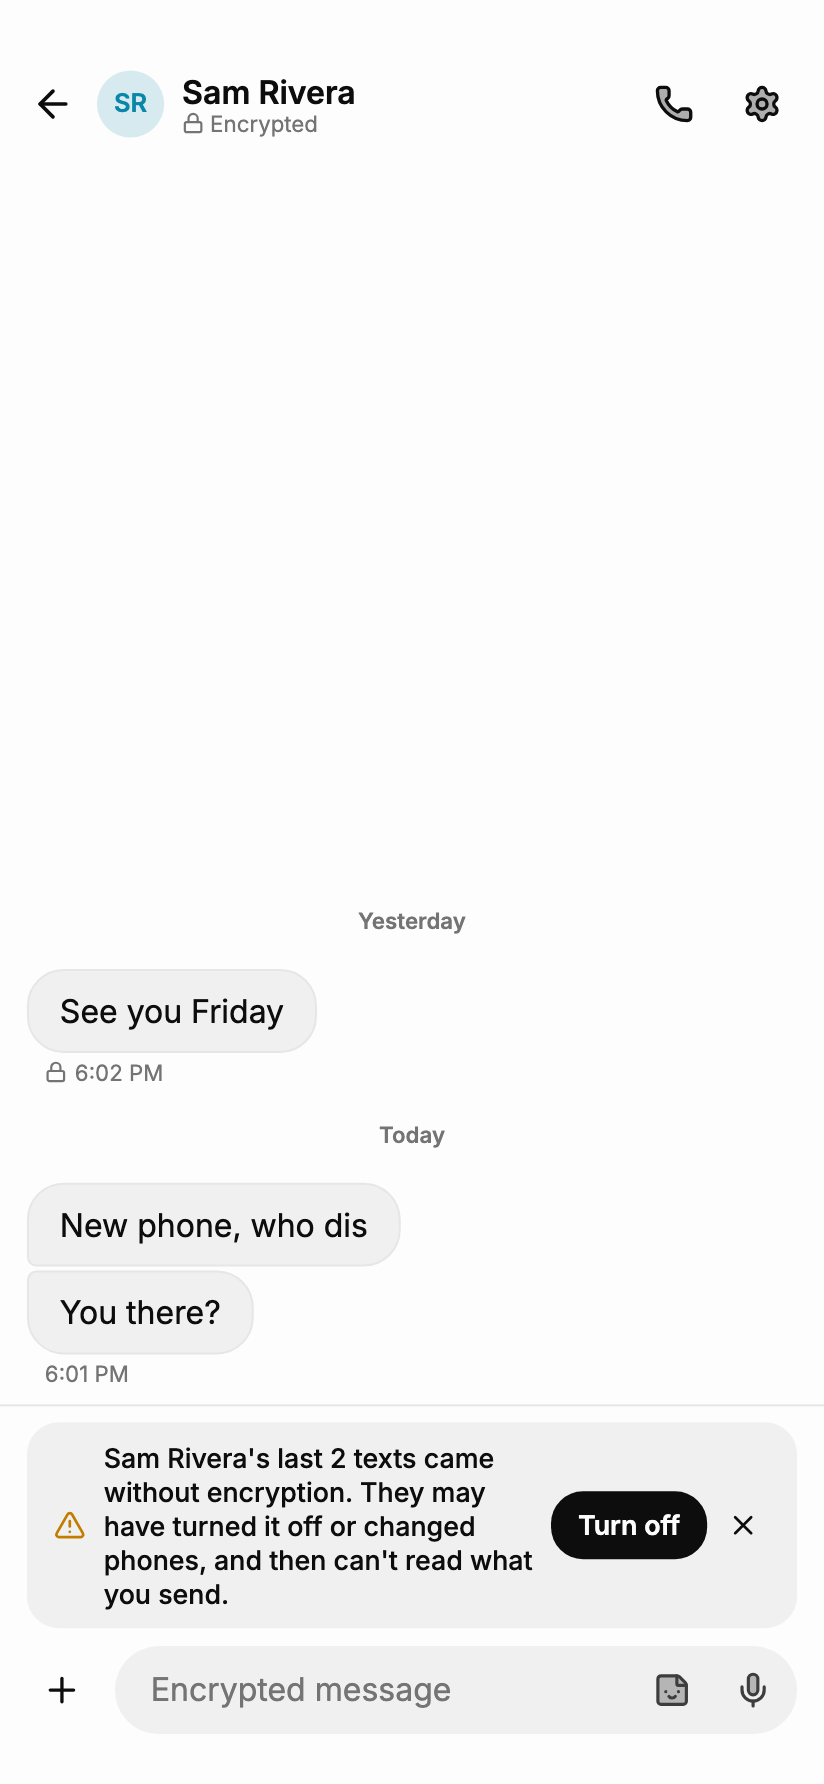 SR
Sam Rivera
Encrypted
Yesterday
See you Friday
6:02 PM
Today
New phone, who dis
You there?
6:01 PM
Sam Rivera's last 2 texts came
without encryption. They may
have turned it off or changed
phones, and then can't read what
you send.
Turn off
Encrypted message